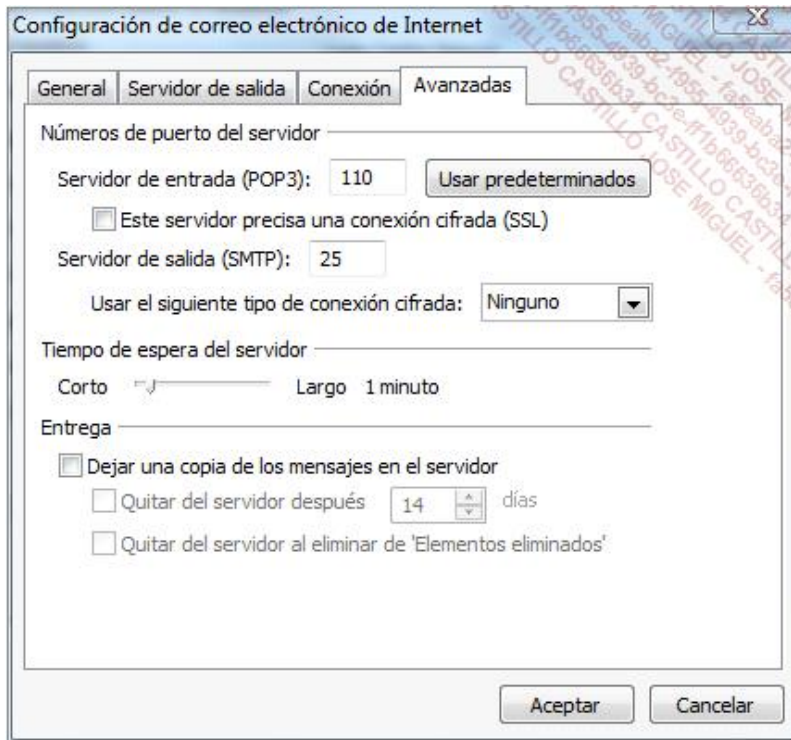 Configuración de correo electrónico de Internet
General Servidor de salida Conexión Avanzadas
Números de puerto del servidor
Servidor de entrada (POP3): 110 Usar predeterminados
Este servidor precisa una conexión cifrada (SSL)
Servidor de salida (SMTP): 25
Usar el siguiente tipo de conexión cifrada: Ninguno
Tiempo de espera del servidor
Corto Largo 1 minuto
Entrega
Dejar una copia de los mensajes en el servidor
Quitar del servidor después 14 días
Quitar del servidor al eliminar de 'Elementos eliminados'
Aceptar Cancelar